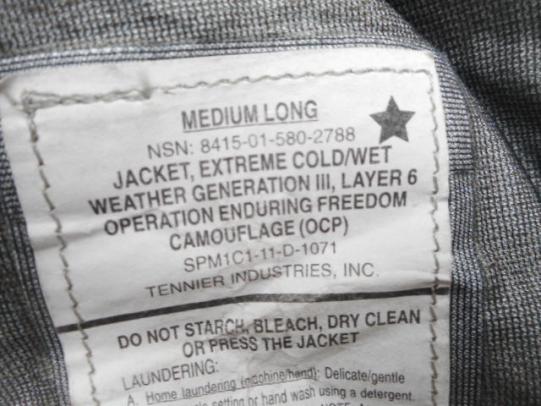 MEDIUM LONG
NSN: 8415-01-580-2788
JACKET, EXTREME COLD/WET
WEATHER GENERATION III, LAYER 6
OPERATION ENDURING FREEDOM
CAMOUFLAGE (OCP)
SPM1C1-11-D-1071
TENNIER INDUSTRIES, INC.
DO NOT STARCH, BLEACH, DRY CLEAN
OR PRESS THE JACKET
LAUNDERING:
A. Home laundering (machine/hand): Delicate/gentle
setting or hand wash using a detergent